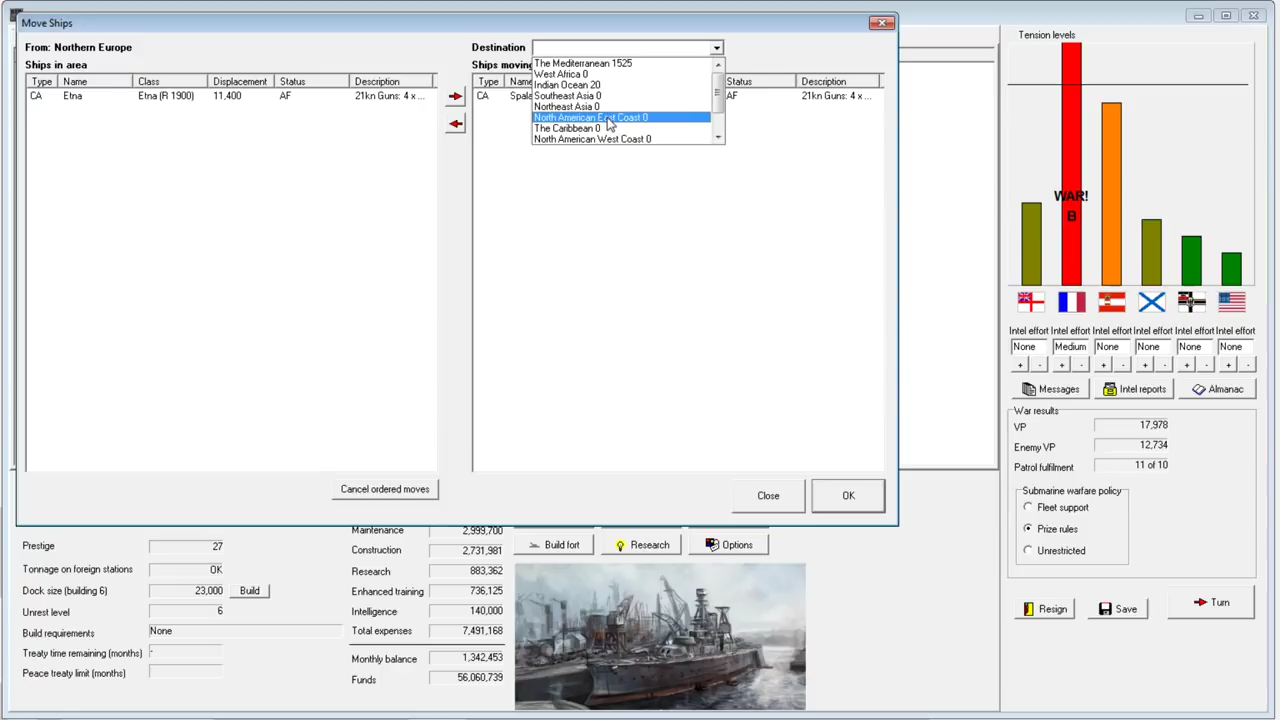 Move Ships
From: Northern Europe
Destination
Ships in area
Ships moving
Type Name Class Displacement Status Description
CA Etna Etna (R 1900) 11,400 AF 21kn Guns: 4 x ...
Type Status Description
CA AF 21kn Guns: 4 x ...
The Mediterranean 1525
West Africa 0
Indian Ocean 20
Southeast Asia 0
Northeast Asia 0
North American East Coast 0
The Caribbean 0
North American West Coast 0
Cancel ordered moves
Close
OK
Tension levels
WAR!
B
Intel effort Intel effort Intel effort Intel effort Intel effort Intel effort
None Medium None None None None
+ - + - + - + - + - + -
Messages
Intel reports
Almanac
War results
VP 17,978
Enemy VP 12,734
Patrol fulfilment 11 of 10
Submarine warfare policy
Fleet support
Prize rules
Unrestricted
Resign
Save
Turn
Prestige 27
Tonnage on foreign stations OK
Dock size (building 6) 23,000 Build
Unrest level 6
Build requirements None
Treaty time remaining (months) -
Peace treaty limit (months)
Maintenance 2,999,700
Construction 2,731,981
Research 883,362
Enhanced training 736,125
Intelligence 140,000
Total expenses 7,491,168
Monthly balance 1,342,453
Funds 56,060,739
Build fort
Research
Options